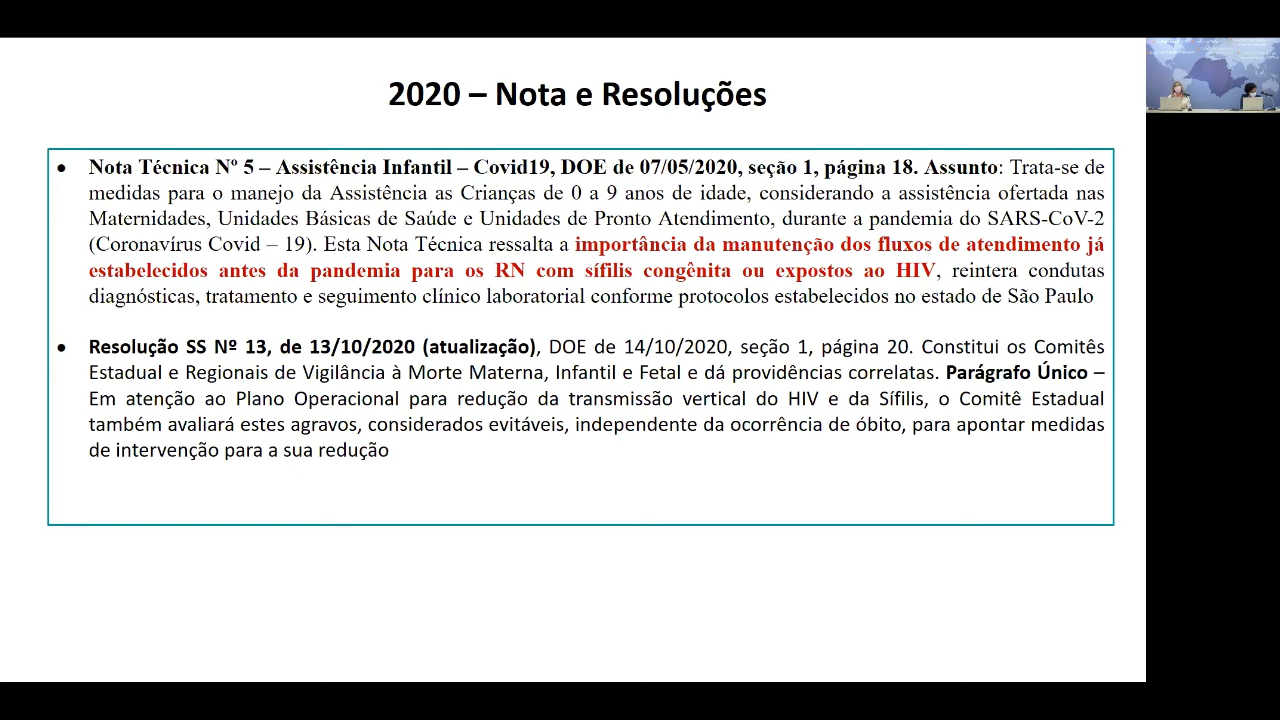 2020 – Nota e Resoluções
• Nota Técnica Nº 5 – Assistência Infantil – Covid19, DOE de 07/05/2020, seção 1, página 18. Assunto: Trata-se de
medidas para o manejo da Assistência as Crianças de 0 a 9 anos de idade, considerando a assistência ofertada nas
Maternidades, Unidades Básicas de Saúde e Unidades de Pronto Atendimento, durante a pandemia do SARS-CoV-2
(Coronavírus Covid – 19). Esta Nota Técnica ressalta a importância da manutenção dos fluxos de atendimento já
estabelecidos antes da pandemia para os RN com sífilis congênita ou expostos ao HIV, reintera condutas
diagnósticas, tratamento e seguimento clínico laboratorial conforme protocolos estabelecidos no estado de São Paulo
• Resolução SS Nº 13, de 13/10/2020 (atualização), DOE de 14/10/2020, seção 1, página 20. Constitui os Comitês
Estadual e Regionais de Vigilância à Morte Materna, Infantil e Fetal e dá providências correlatas. Parágrafo Único –
Em atenção ao Plano Operacional para redução da transmissão vertical do HIV e da Sífilis, o Comitê Estadual
também avaliará estes agravos, considerados evitáveis, independente da ocorrência de óbito, para apontar medidas
de intervenção para a sua redução